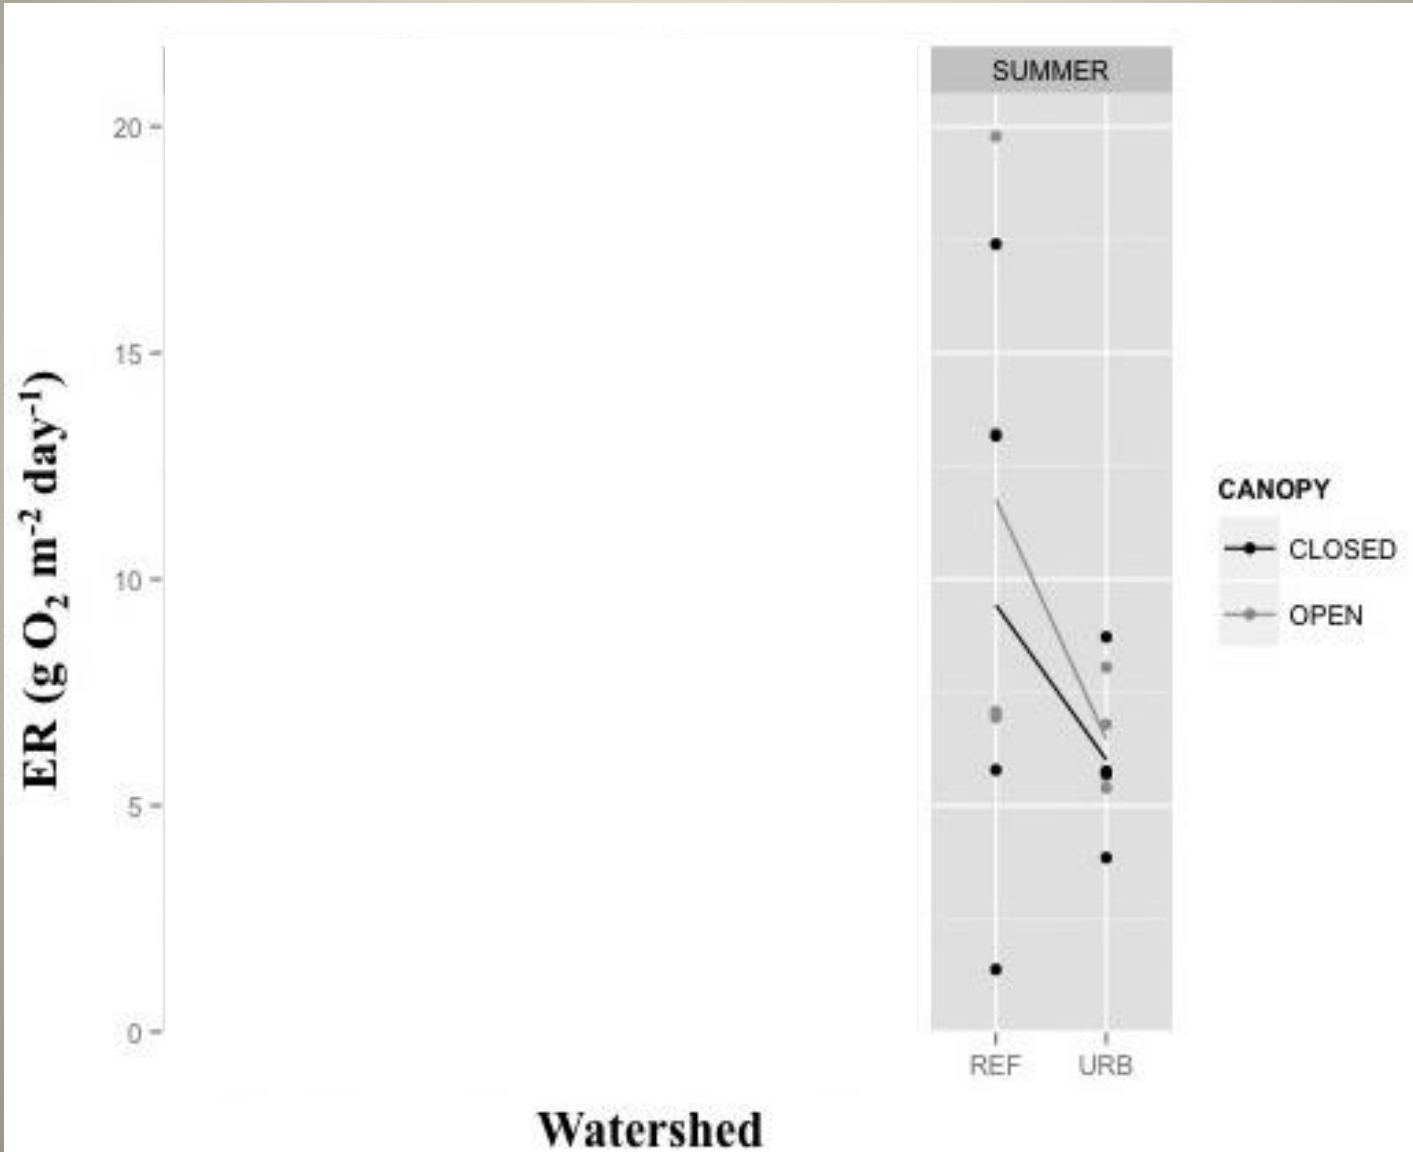 SUMMER
20
15
10
5
0
ER (g O₂ m⁻² day⁻¹)
CANOPY
CLOSED
OPEN
REF URB
Watershed